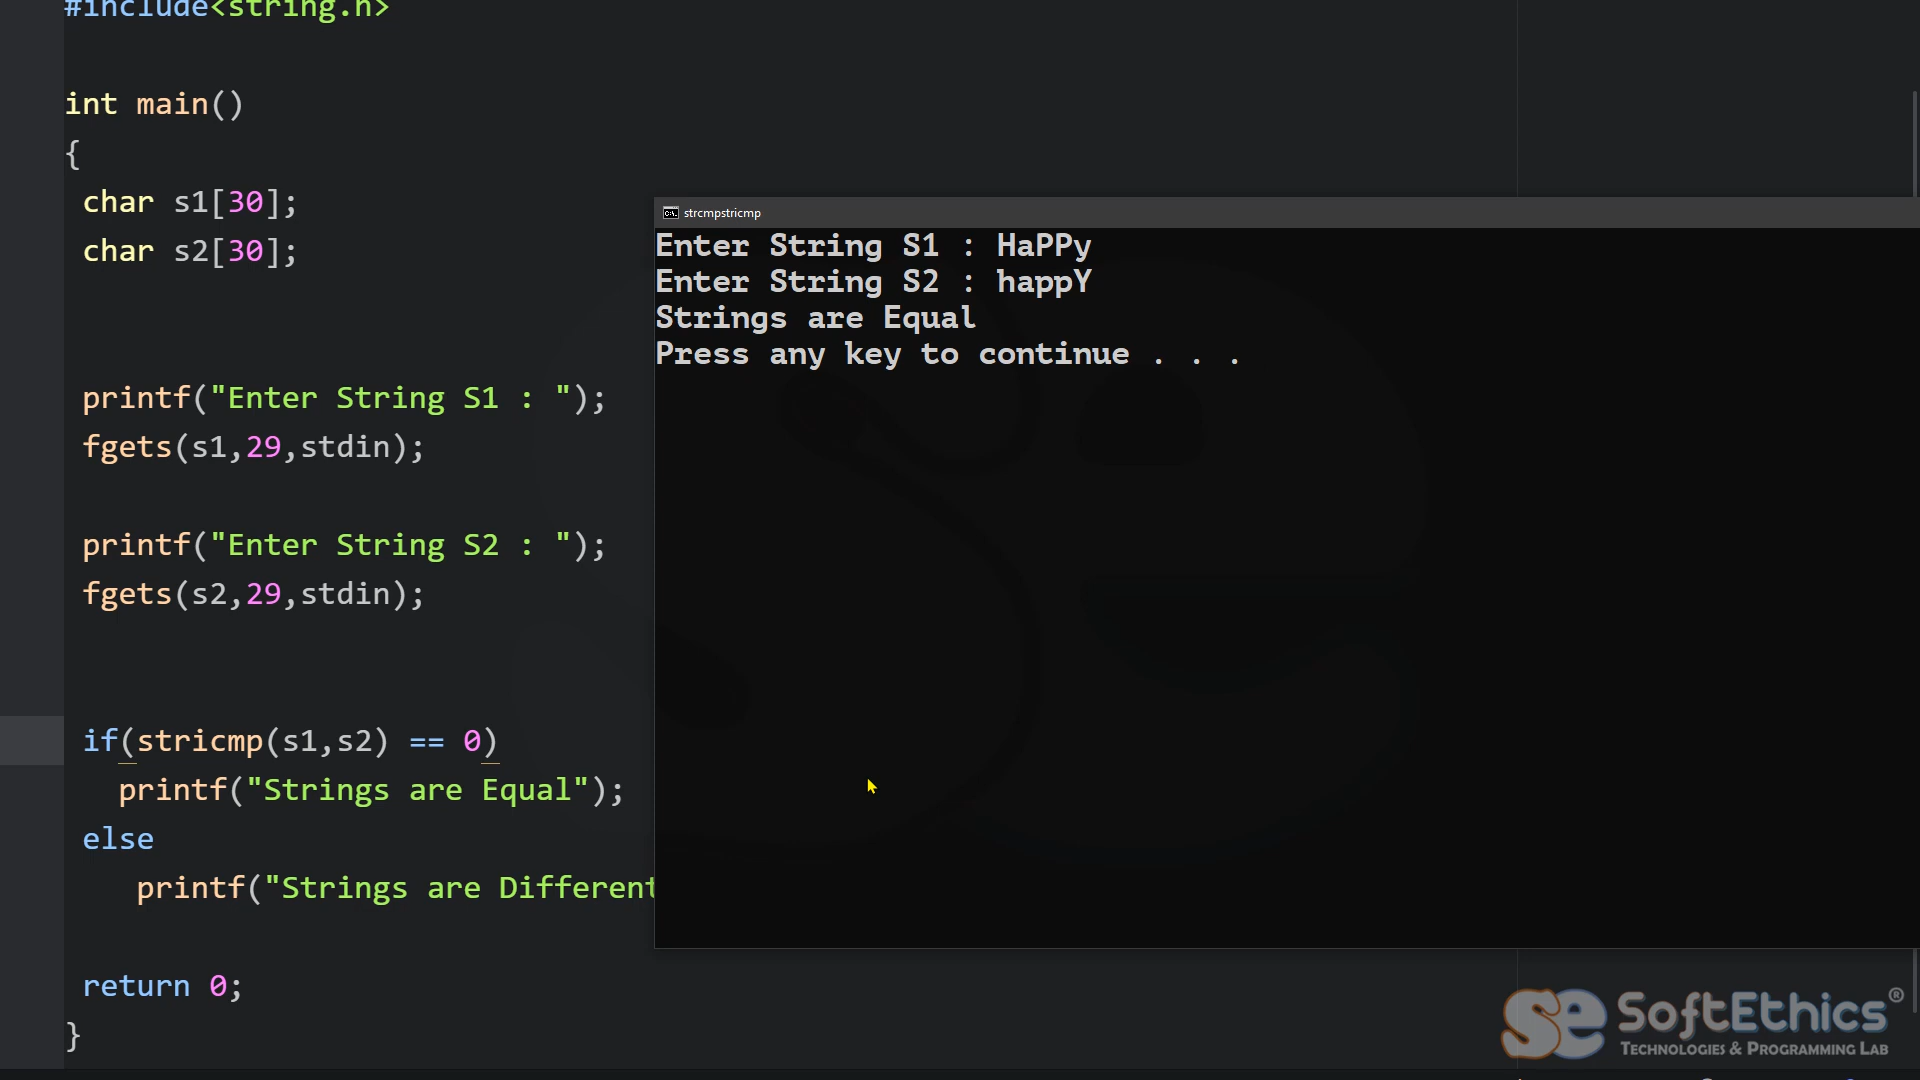 #include<string.h>
int main()
{
char s1[30];
char s2[30];
printf("Enter String S1 : ");
fgets(s1,29,stdin);
printf("Enter String S2 : ");
fgets(s2,29,stdin);
if(stricmp(s1,s2) == 0)
printf("Strings are Equal");
else
printf("Strings are Different
return 0;
}
strcmpstricmp
Enter String S1 : HaPPy
Enter String S2 : happY
Strings are Equal
Press any key to continue . . .
se SoftEthics®
TECHNOLOGIES & PROGRAMMING LAB